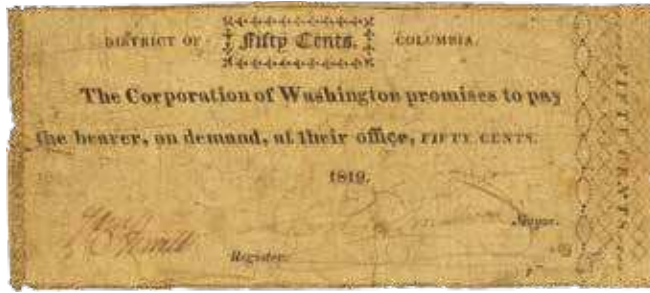 DISTRICT OF Fifty Cents. COLUMBIA.
The Corporation of Washington promises to pay
the bearer, on demand, at their office, FIFTY CENTS.
1819.
Mayor.
Register.
FIFTY CENTS